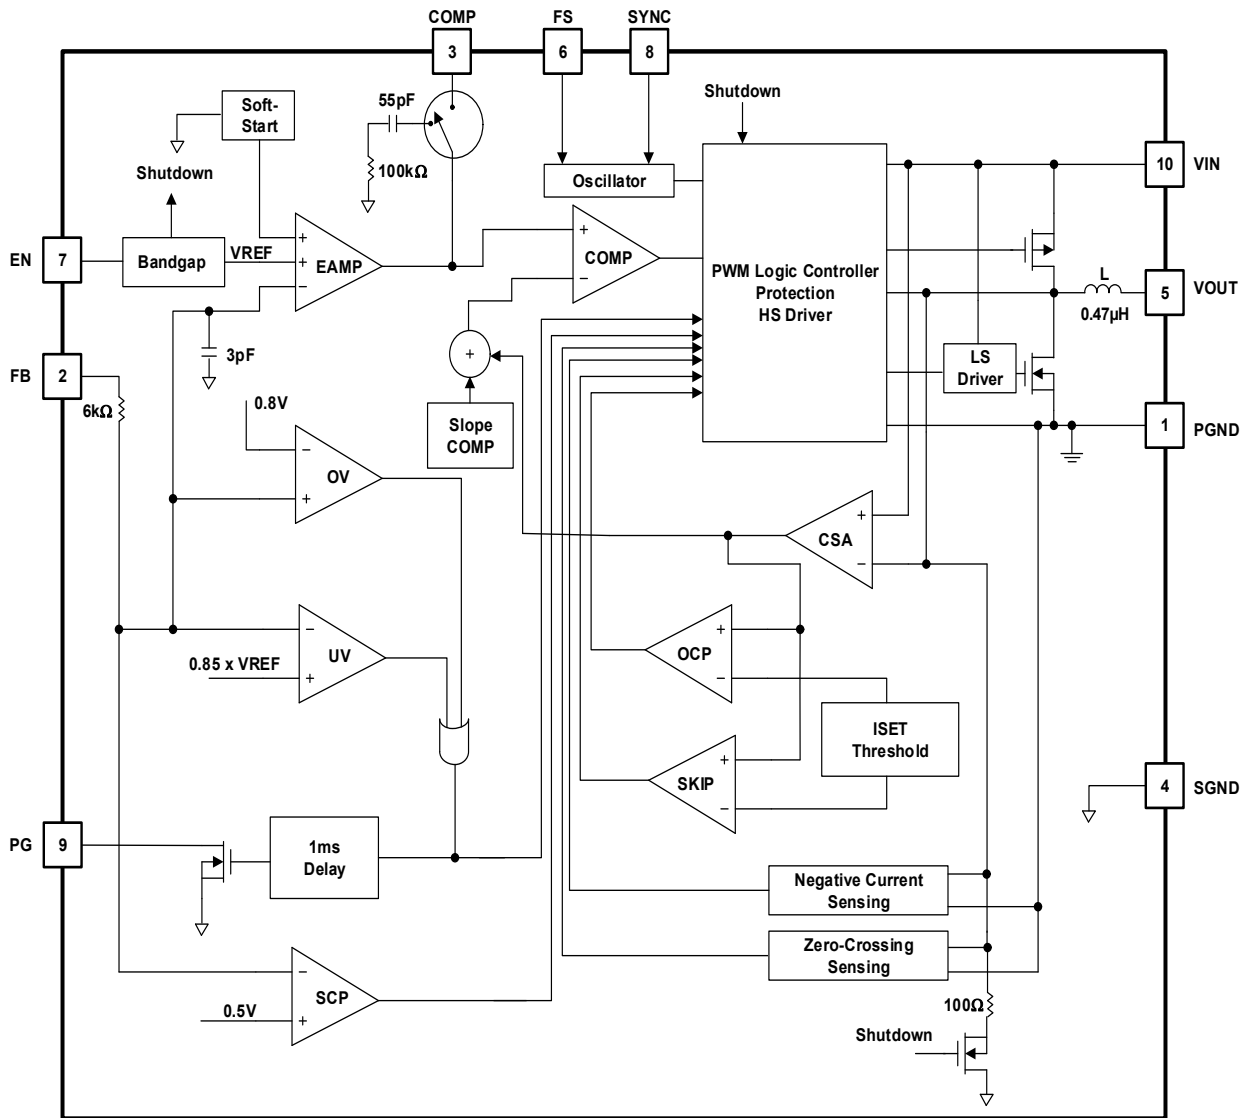 COMP
FS
SYNC
3
6
8
Soft-
Start
55pF
100kΩ
Shutdown
Shutdown
Oscillator
10
VIN
EN
7
Bandgap
VREF
+
+
−
EAMP
+
−
COMP
PWM Logic Controller
Protection
HS Driver
L
0.47µH
5
VOUT
3pF
+
LS
Driver
FB
2
6kΩ
0.8V
Slope
COMP
1
PGND
−
+
OV
+
−
CSA
−
+
UV
0.85 x VREF
+
−
OCP
ISET
Threshold
+
−
SKIP
4
SGND
PG
9
1ms
Delay
Negative Current
Sensing
Zero-Crossing
Sensing
−
+
SCP
0.5V
100Ω
Shutdown